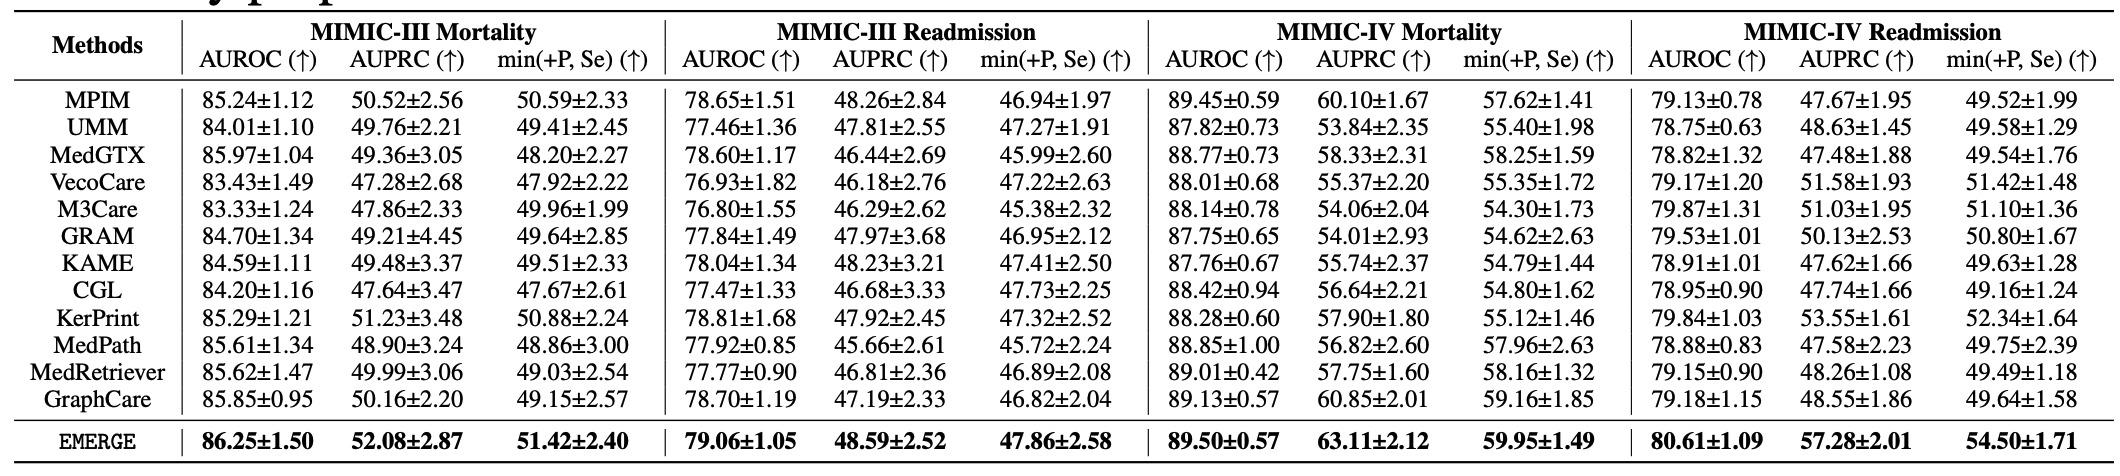 MIMIC-III Mortality MIMIC-III Readmission MIMIC-IV Mortality MIMIC-IV Readmission
Methods
AUROC (↑) AUPRC (↑) min(+P, Se) (↑) AUROC (↑) AUPRC (↑) min(+P, Se) (↑) AUROC (↑) AUPRC (↑) min(+P, Se) (↑) AUROC (↑) AUPRC (↑) min(+P, Se) (↑)
MPIM 85.24±1.12 50.52±2.56 50.59±2.33 78.65±1.51 48.26±2.84 46.94±1.97 89.45±0.59 60.10±1.67 57.62±1.41 79.13±0.78 47.67±1.95 49.52±1.99
UMM 84.01±1.10 49.76±2.21 49.41±2.45 77.46±1.36 47.81±2.55 47.27±1.91 87.82±0.73 53.84±2.35 55.40±1.98 78.75±0.63 48.63±1.45 49.58±1.29
MedGTX 85.97±1.04 49.36±3.05 48.20±2.27 78.60±1.17 46.44±2.69 45.99±2.60 88.77±0.73 58.33±2.31 58.25±1.59 78.82±1.32 47.48±1.88 49.54±1.76
VecoCare 83.43±1.49 47.28±2.68 47.92±2.22 76.93±1.82 46.18±2.76 47.22±2.63 88.01±0.68 55.37±2.20 55.35±1.72 79.17±1.20 51.58±1.93 51.42±1.48
M3Care 83.33±1.24 47.86±2.33 49.96±1.99 76.80±1.55 46.29±2.62 45.38±2.32 88.14±0.78 54.06±2.04 54.30±1.73 79.87±1.31 51.03±1.95 51.10±1.36
GRAM 84.70±1.34 49.21±4.45 49.64±2.85 77.84±1.49 47.97±3.68 46.95±2.12 87.75±0.65 54.01±2.93 54.62±2.63 79.53±1.01 50.13±2.53 50.80±1.67
KAME 84.59±1.11 49.48±3.37 49.51±2.33 78.04±1.34 48.23±3.21 47.41±2.50 87.76±0.67 55.74±2.37 54.79±1.44 78.91±1.01 47.62±1.66 49.63±1.28
CGL 84.20±1.16 47.64±3.47 47.67±2.61 77.47±1.33 46.68±3.33 47.73±2.25 88.42±0.94 56.64±2.21 54.80±1.62 78.95±0.90 47.74±1.66 49.16±1.24
KerPrint 85.29±1.21 51.23±3.48 50.88±2.24 78.81±1.68 47.92±2.45 47.32±2.52 88.28±0.60 57.90±1.80 55.12±1.46 79.84±1.03 53.55±1.61 52.34±1.64
MedPath 85.61±1.34 48.90±3.24 48.86±3.00 77.92±0.85 45.66±2.61 45.72±2.24 88.85±1.00 56.82±2.60 57.96±2.63 78.88±0.83 47.58±2.23 49.75±2.39
MedRetriever 85.62±1.47 49.99±3.06 49.03±2.54 77.77±0.90 46.81±2.36 46.89±2.08 89.01±0.42 57.75±1.60 58.16±1.32 79.15±0.90 48.26±1.08 49.49±1.18
GraphCare 85.85±0.95 50.16±2.20 49.15±2.57 78.70±1.19 47.19±2.33 46.82±2.04 89.13±0.57 60.85±2.01 59.16±1.85 79.18±1.15 48.55±1.86 49.64±1.58
EMERGE 86.25±1.50 52.08±2.87 51.42±2.40 79.06±1.05 48.59±2.52 47.86±2.58 89.50±0.57 63.11±2.12 59.95±1.49 80.61±1.09 57.28±2.01 54.50±1.71